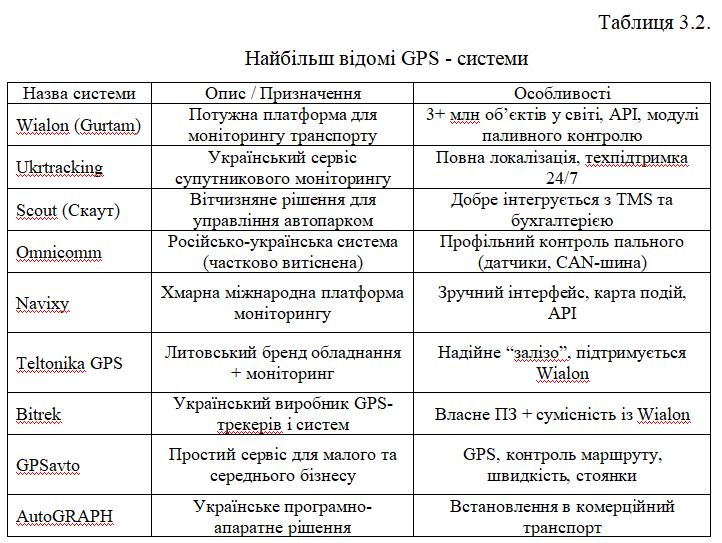 Таблиця 3.2.
Найбільш відомі GPS - системи
Назва системи
Опис / Призначення
Особливості
Wialon (Gurtam)
Потужна платформа для
моніторингу транспорту
3+ млн об’єктів у світі, API, модулі
паливного контролю
Ukrtracking
Український сервіс
супутникового моніторингу
Повна локалізація, техпідтримка
24/7
Scout (Скаут)
Вітчизняне рішення для
управління автопарком
Добре інтегрується з TMS та
бухгалтерією
Omnicomm
Російсько-українська система
(частково витіснена)
Профільний контроль пального
(датчики, CAN-шина)
Navixy
Хмарна міжнародна платформа
моніторингу
Зручний інтерфейс, карта подій,
API
Teltonika GPS
Литовський бренд обладнання
+ моніторинг
Надійне “залізо”, підтримується
Wialon
Bitrek
Український виробник GPS-
трекерів і систем
Власне ПЗ + сумісність із Wialon
GPSavto
Простий сервіс для малого та
середнього бізнесу
GPS, контроль маршруту,
швидкість, стоянки
AutoGRAPH
Українське програмно-
апаратне рішення
Встановлення в комерційний
транспорт